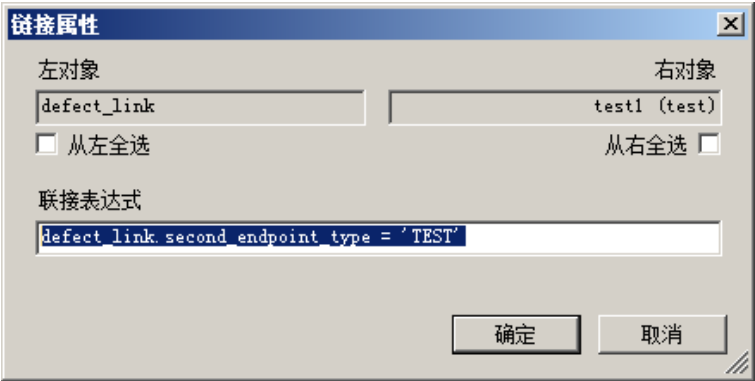 链接属性
左对象 右对象
defect_link test1 (test)
从左全选 从右全选
联接表达式
defect_link.second_endpoint_type = 'TEST'
确定 取消